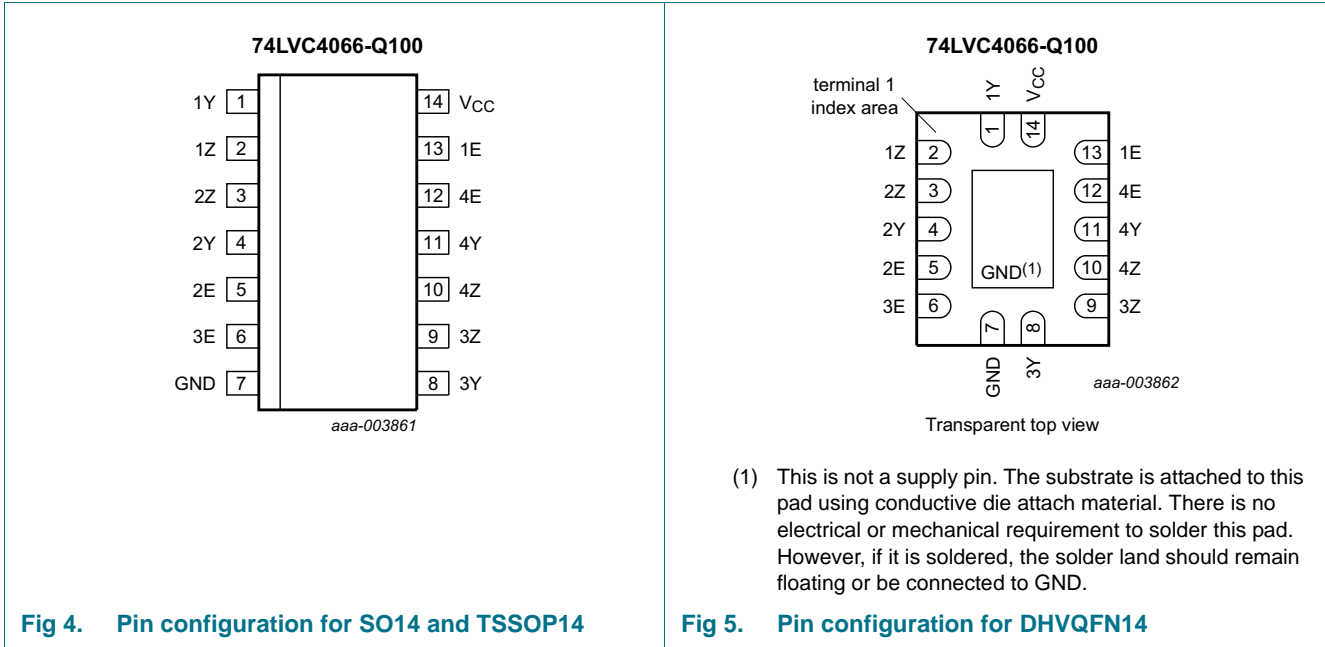 74LVC4066-Q100
1Y 1
14 VCC
1Z 2
13 1E
2Z 3
12 4E
2Y 4
11 4Y
2E 5
10 4Z
3E 6
9 3Z
GND 7
8 3Y
aaa-003861
Fig 4. Pin configuration for SO14 and TSSOP14
74LVC4066-Q100
terminal 1
index area
1Y
VCC
1
14
1Z 2
13 1E
2Z 3
12 4E
2Y 4
11 4Y
2E 5
10 4Z
3E 6
9 3Z
GND(1)
7
8
GND
3Y
aaa-003862
Transparent top view
(1) This is not a supply pin. The substrate is attached to this
pad using conductive die attach material. There is no
electrical or mechanical requirement to solder this pad.
However, if it is soldered, the solder land should remain
floating or be connected to GND.
Fig 5. Pin configuration for DHVQFN14